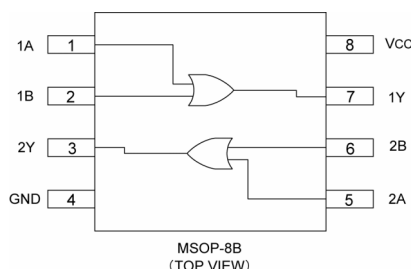 1A 1 8 VCC
1B 2 7 1Y
2Y 3 6 2B
GND 4 5 2A
MSOP-8B
(TOP VIEW)